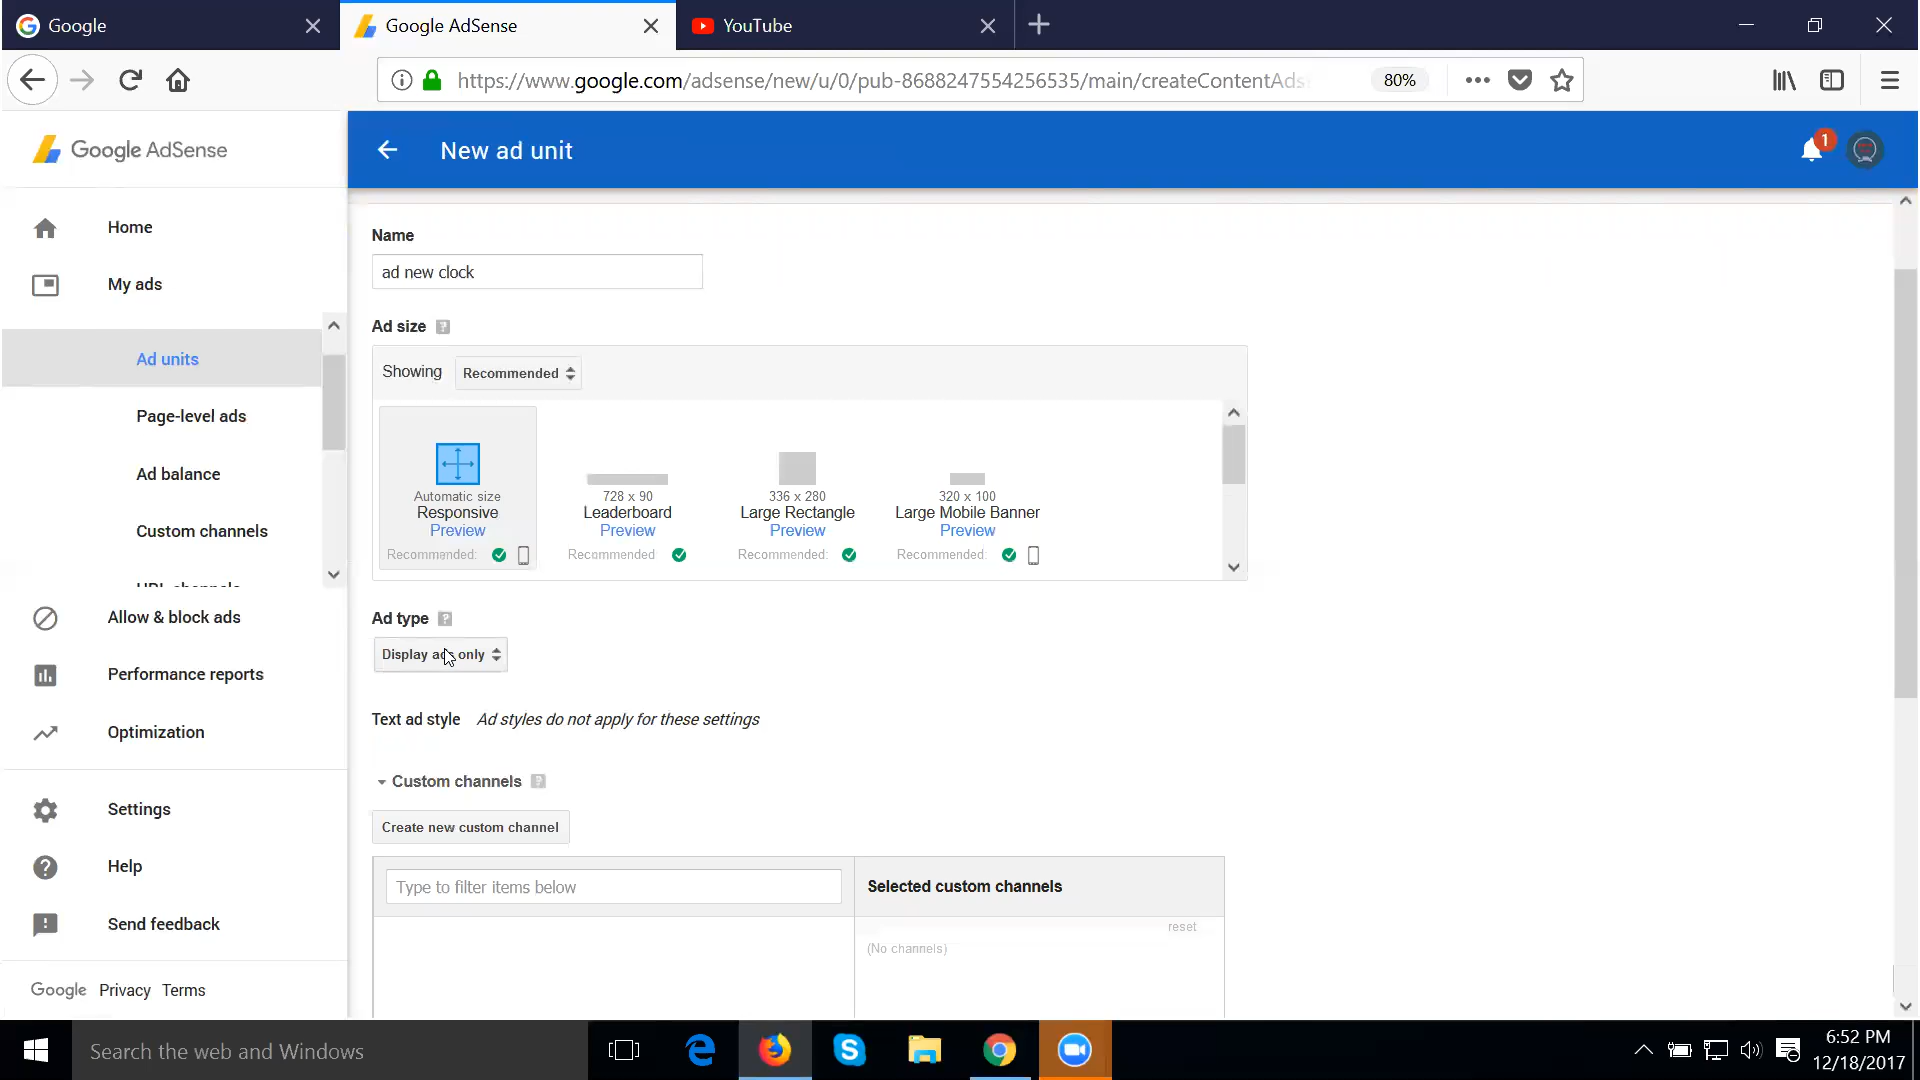 Google
Google AdSense
YouTube
https://www.google.com/adsense/new/u/0/pub-8688247554256535/main/createContentAds
80%
Google AdSense
New ad unit
1
Home
My ads
Ad units
Page-level ads
Ad balance
Custom channels
URL channels
Allow & block ads
Performance reports
Optimization
Settings
Help
Send feedback
Google Privacy Terms
Name
ad new clock
Ad size ?
Showing Recommended
Automatic size
Responsive
Preview
Recommended:
728 x 90
Leaderboard
Preview
Recommended
336 x 280
Large Rectangle
Preview
Recommended:
320 x 100
Large Mobile Banner
Preview
Recommended:
Ad type ?
Display ads only
Text ad style Ad styles do not apply for these settings
Custom channels ?
Create new custom channel
Type to filter items below
Selected custom channels
reset
(No channels)
Search the web and Windows
6:52 PM
12/18/2017